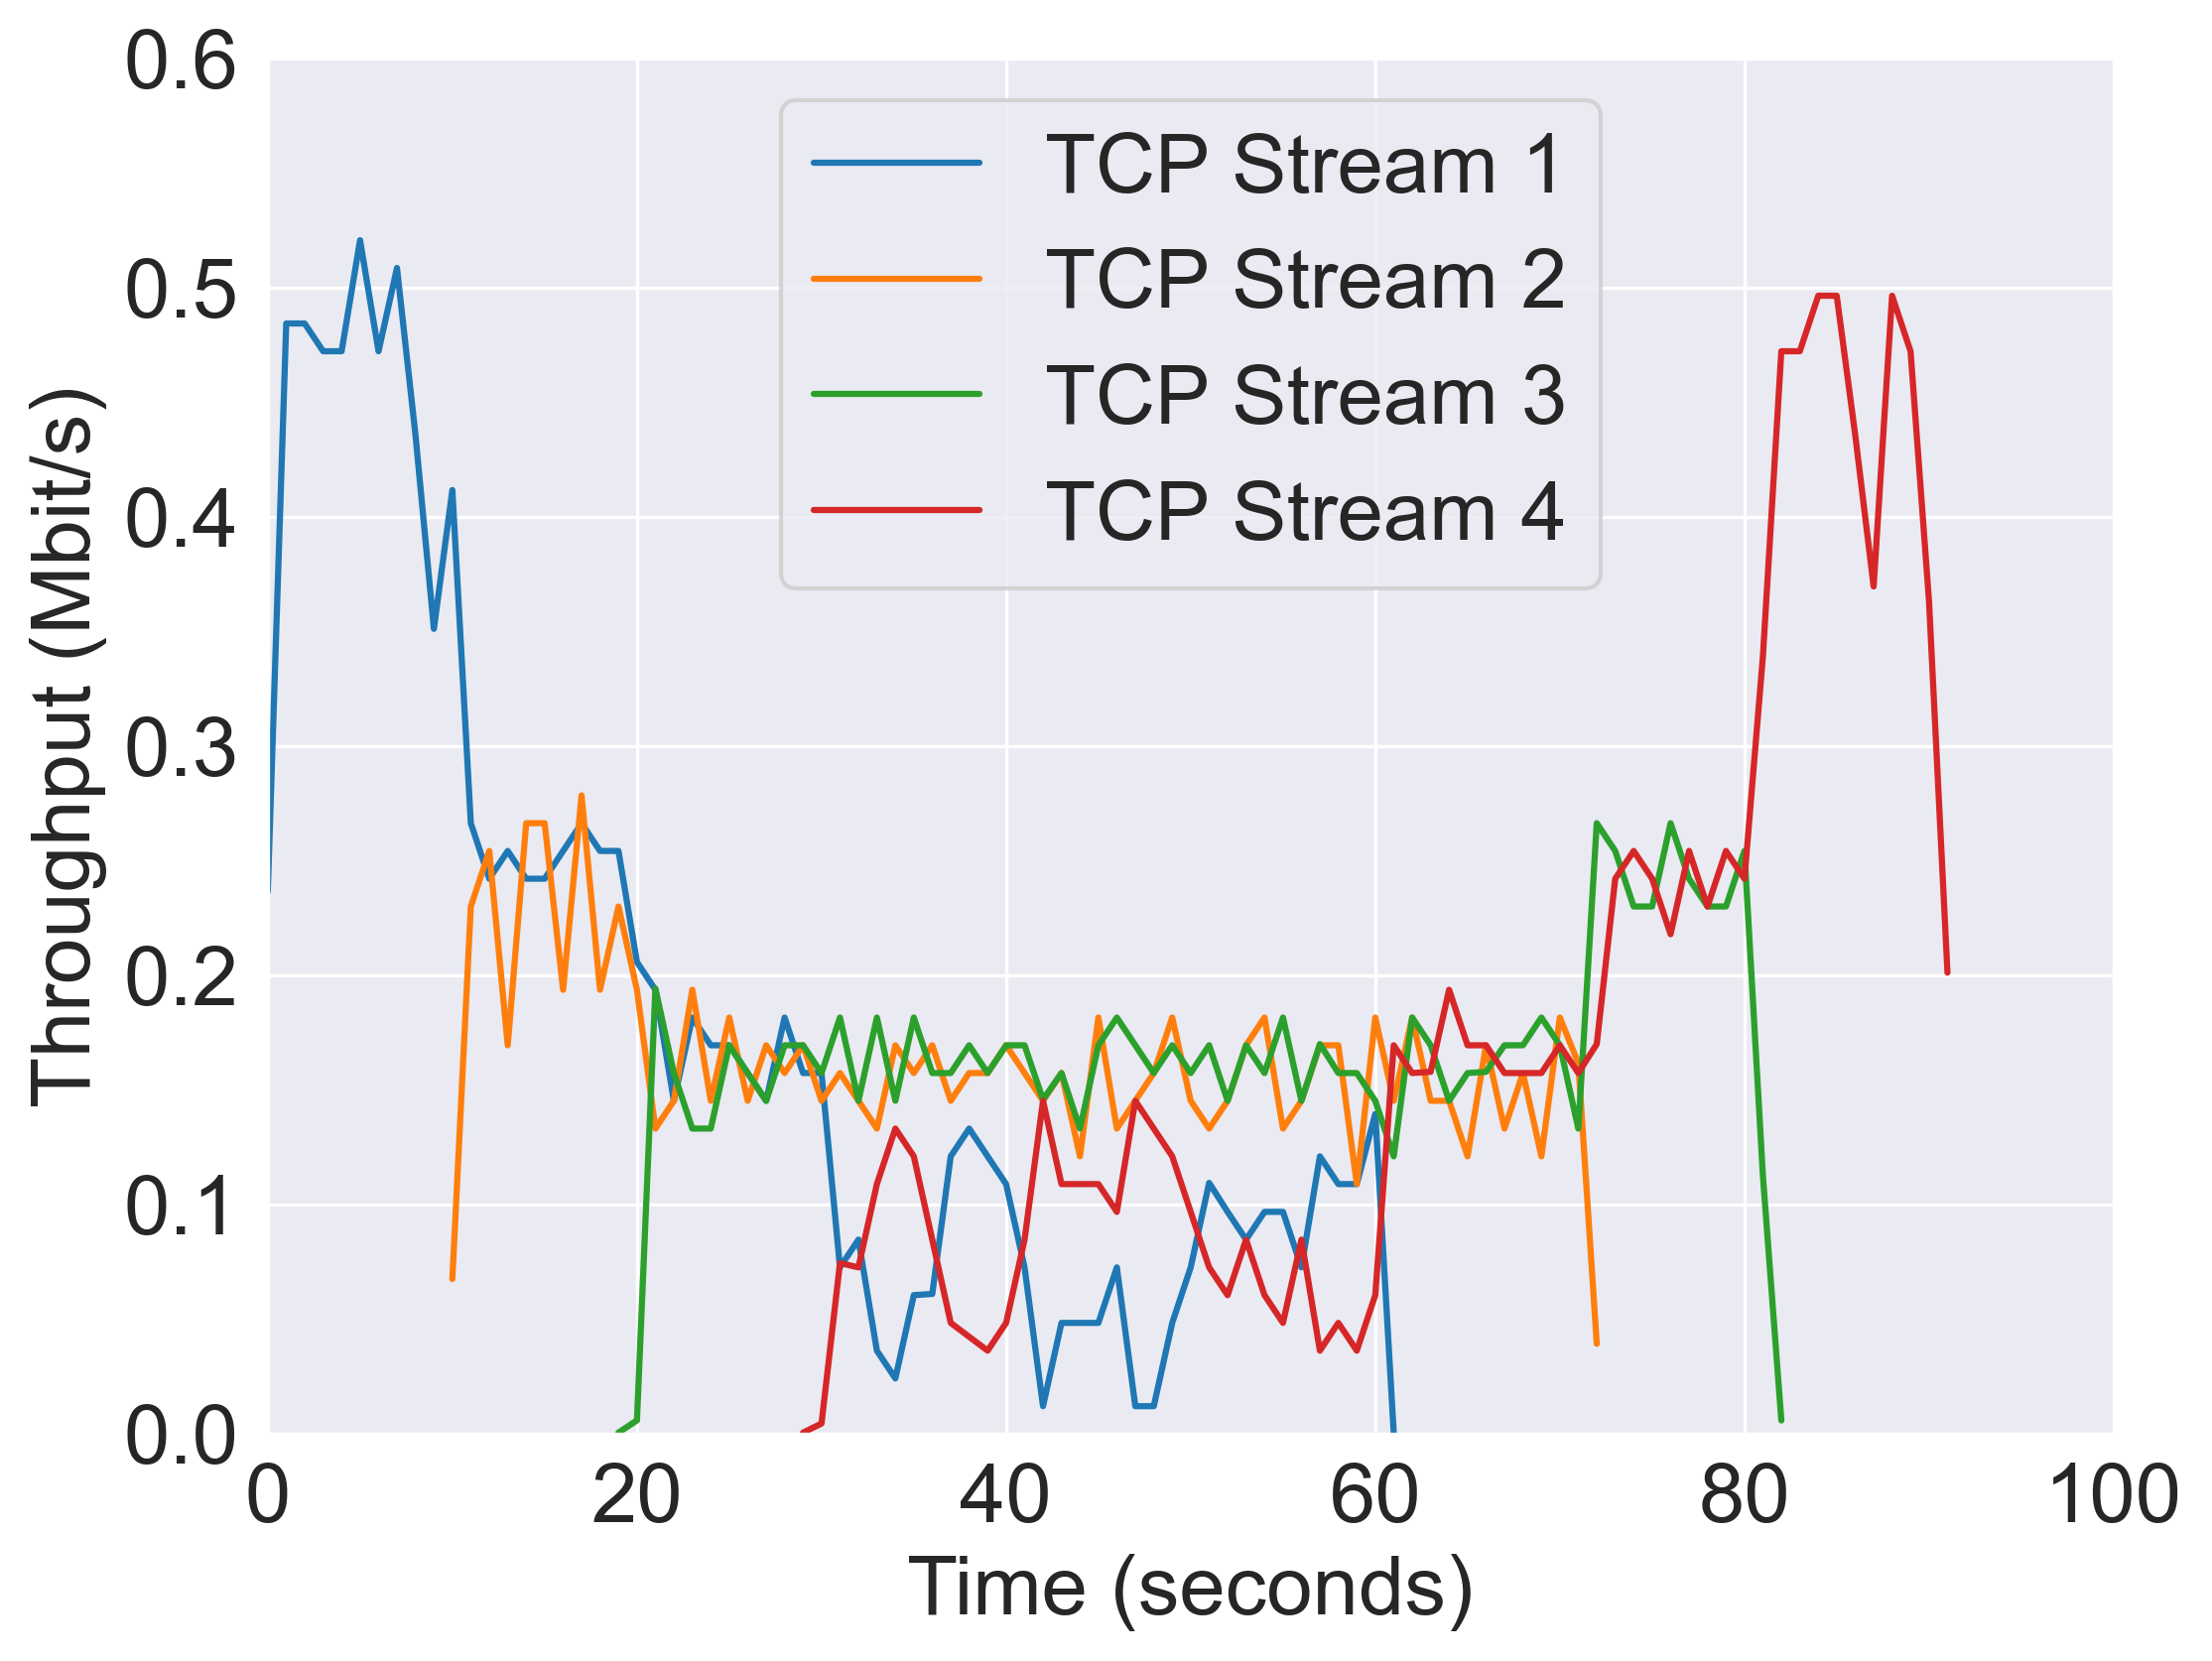 0.6
0.5
0.4
0.3
0.2
0.1
0.0
Throughput (Mbit/s)
TCP Stream 1
TCP Stream 2
TCP Stream 3
TCP Stream 4
0 20 40 60 80 100
Time (seconds)